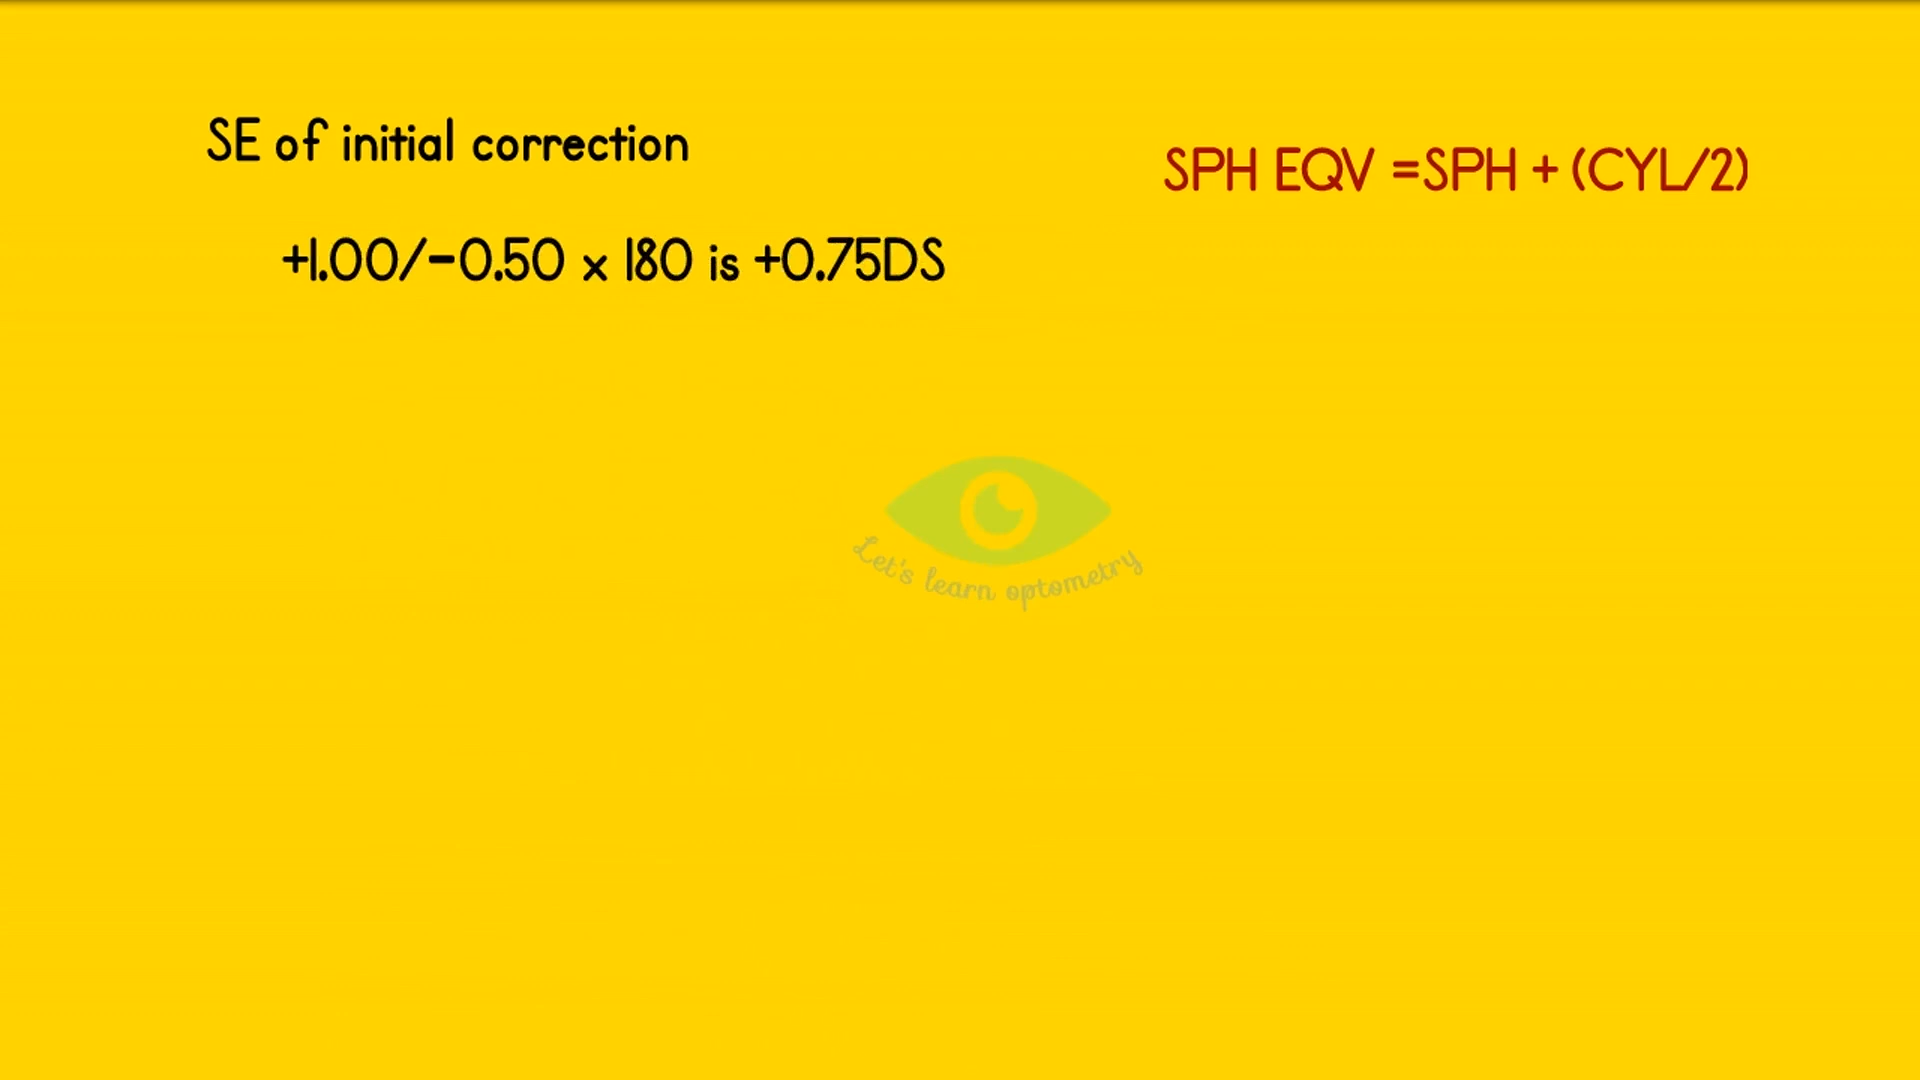 SE of initial correction
SPH EQV =SPH + (CYL/2)
+1.00/-0.50 x 180 is +0.75DS
Let's learn optometry